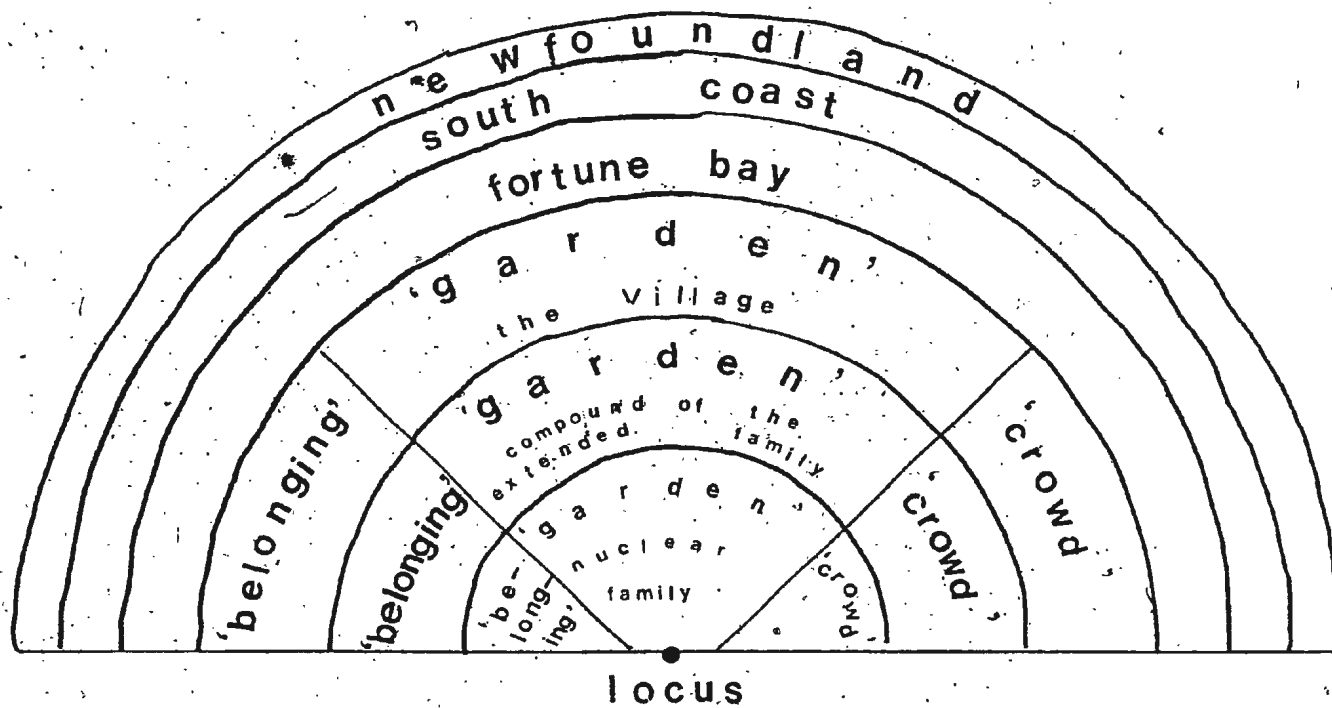 newfoundland
south coast
fortune bay
'garden'
the village
'garden'
compound of the
extended family
'garden'
nuclear
family
'belonging'
'belonging'
'be-
long-
ing'
'crowd'
'crowd'
'crowd'
locus